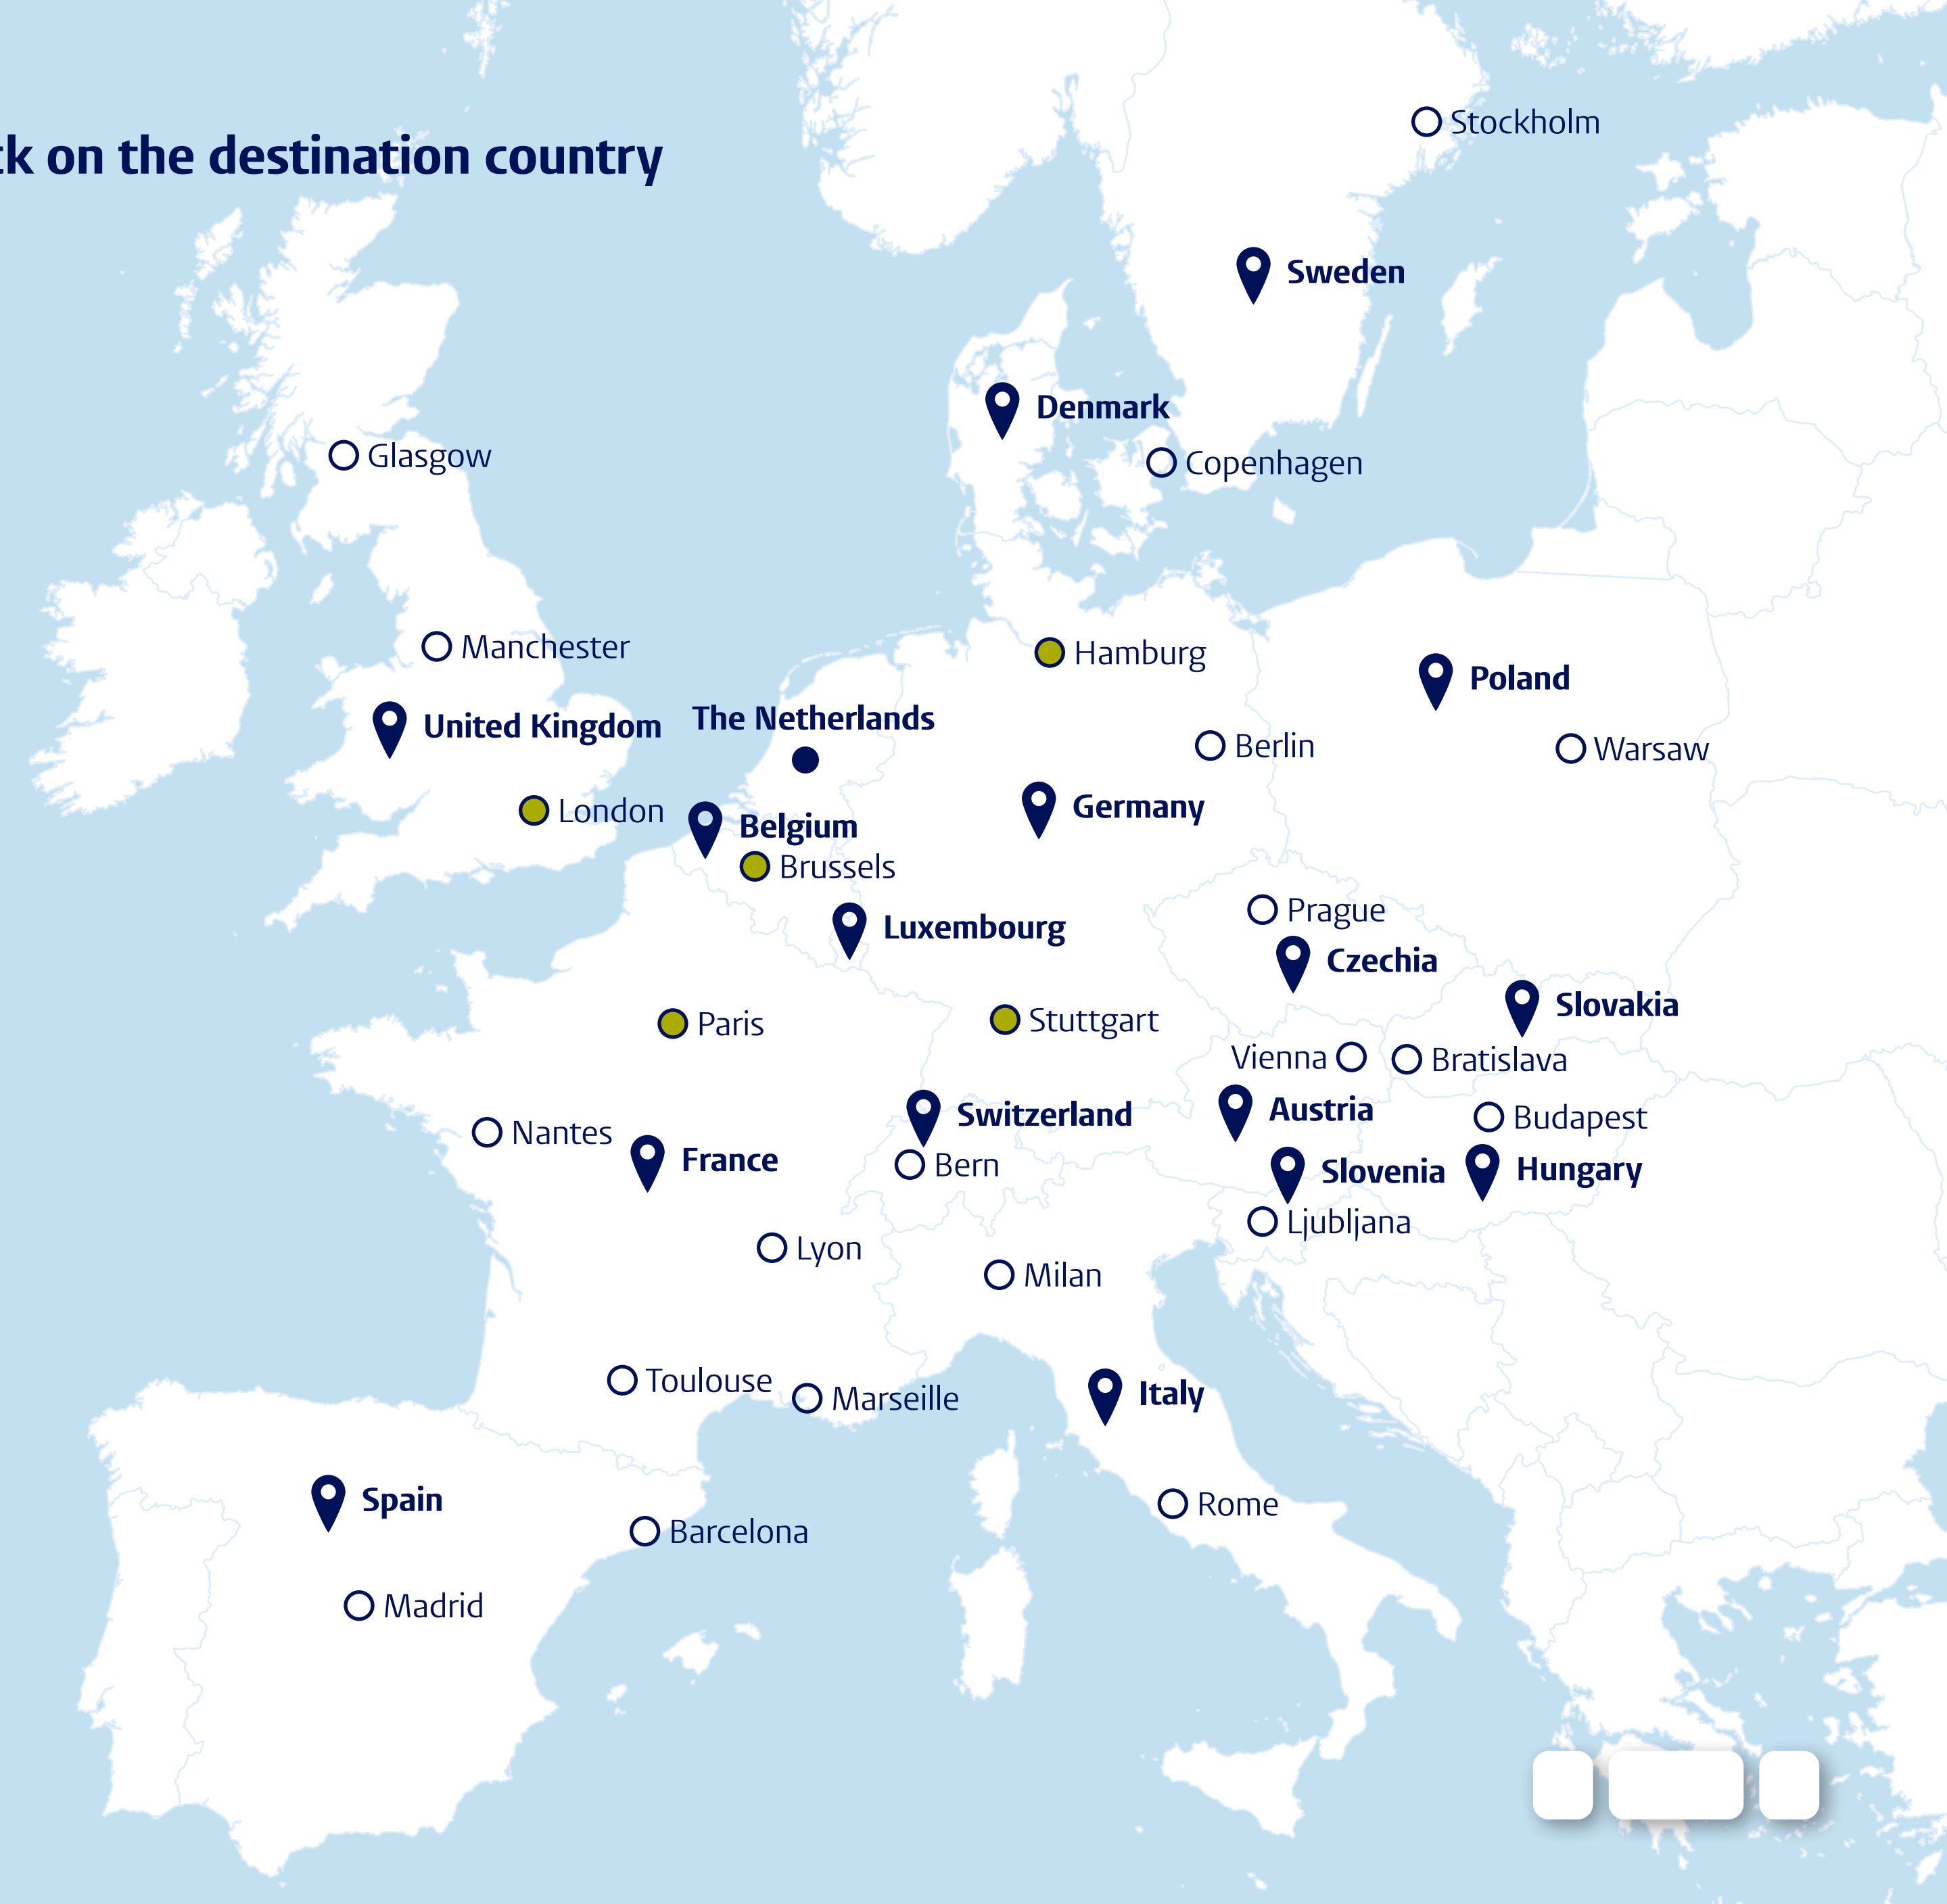 Stockholm
ck on the destination country
Sweden
Denmark
Glasgow
Copenhagen
Manchester
Hamburg
Poland
United Kingdom
The Netherlands
Berlin
Warsaw
London
Germany
Belgium
Brussels
Prague
Luxembourg
Czechia
Slovakia
Paris
Stuttgart
Vienna
Bratislava
Switzerland
Austria
Budapest
Nantes
France
Bern
Slovenia
Hungary
Ljubljana
Lyon
Milan
Toulouse
Marseille
Italy
Spain
Rome
Barcelona
Madrid